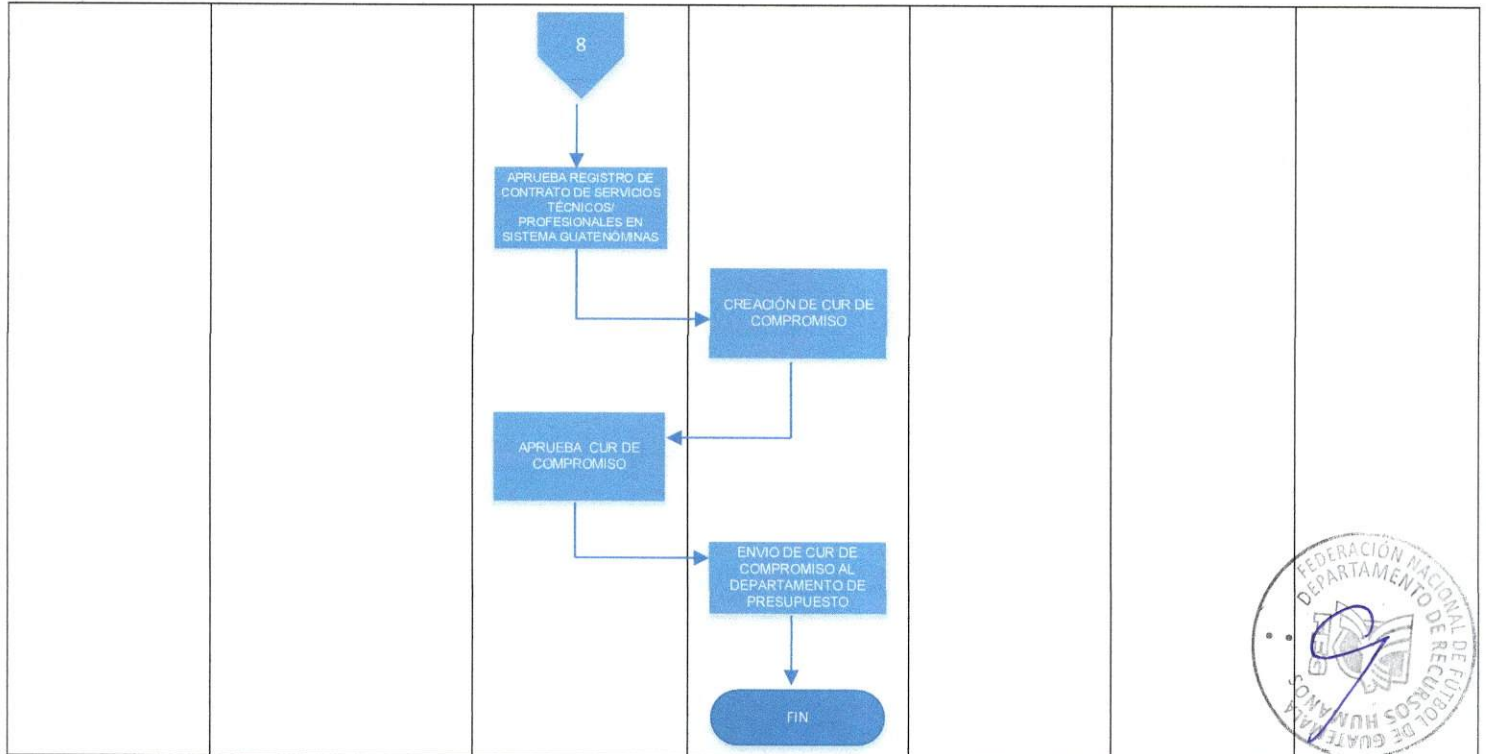 8
APRUEBA REGISTRO DE
CONTRATO DE SERVICIOS
TÉCNICOS/
PROFESIONALES EN
SISTEMA GUATENÓMINAS
CREACIÓN DE CUR DE
COMPROMISO
APRUEBA CUR DE
COMPROMISO
ENVIO DE CUR DE
COMPROMISO AL
DEPARTAMENTO DE
PRESUPUESTO
FIN
FEDERACIÓN NACIONAL DE FÚTBOL DE GUATEMALA
DEPARTAMENTO DE RECURSOS HUMANOS